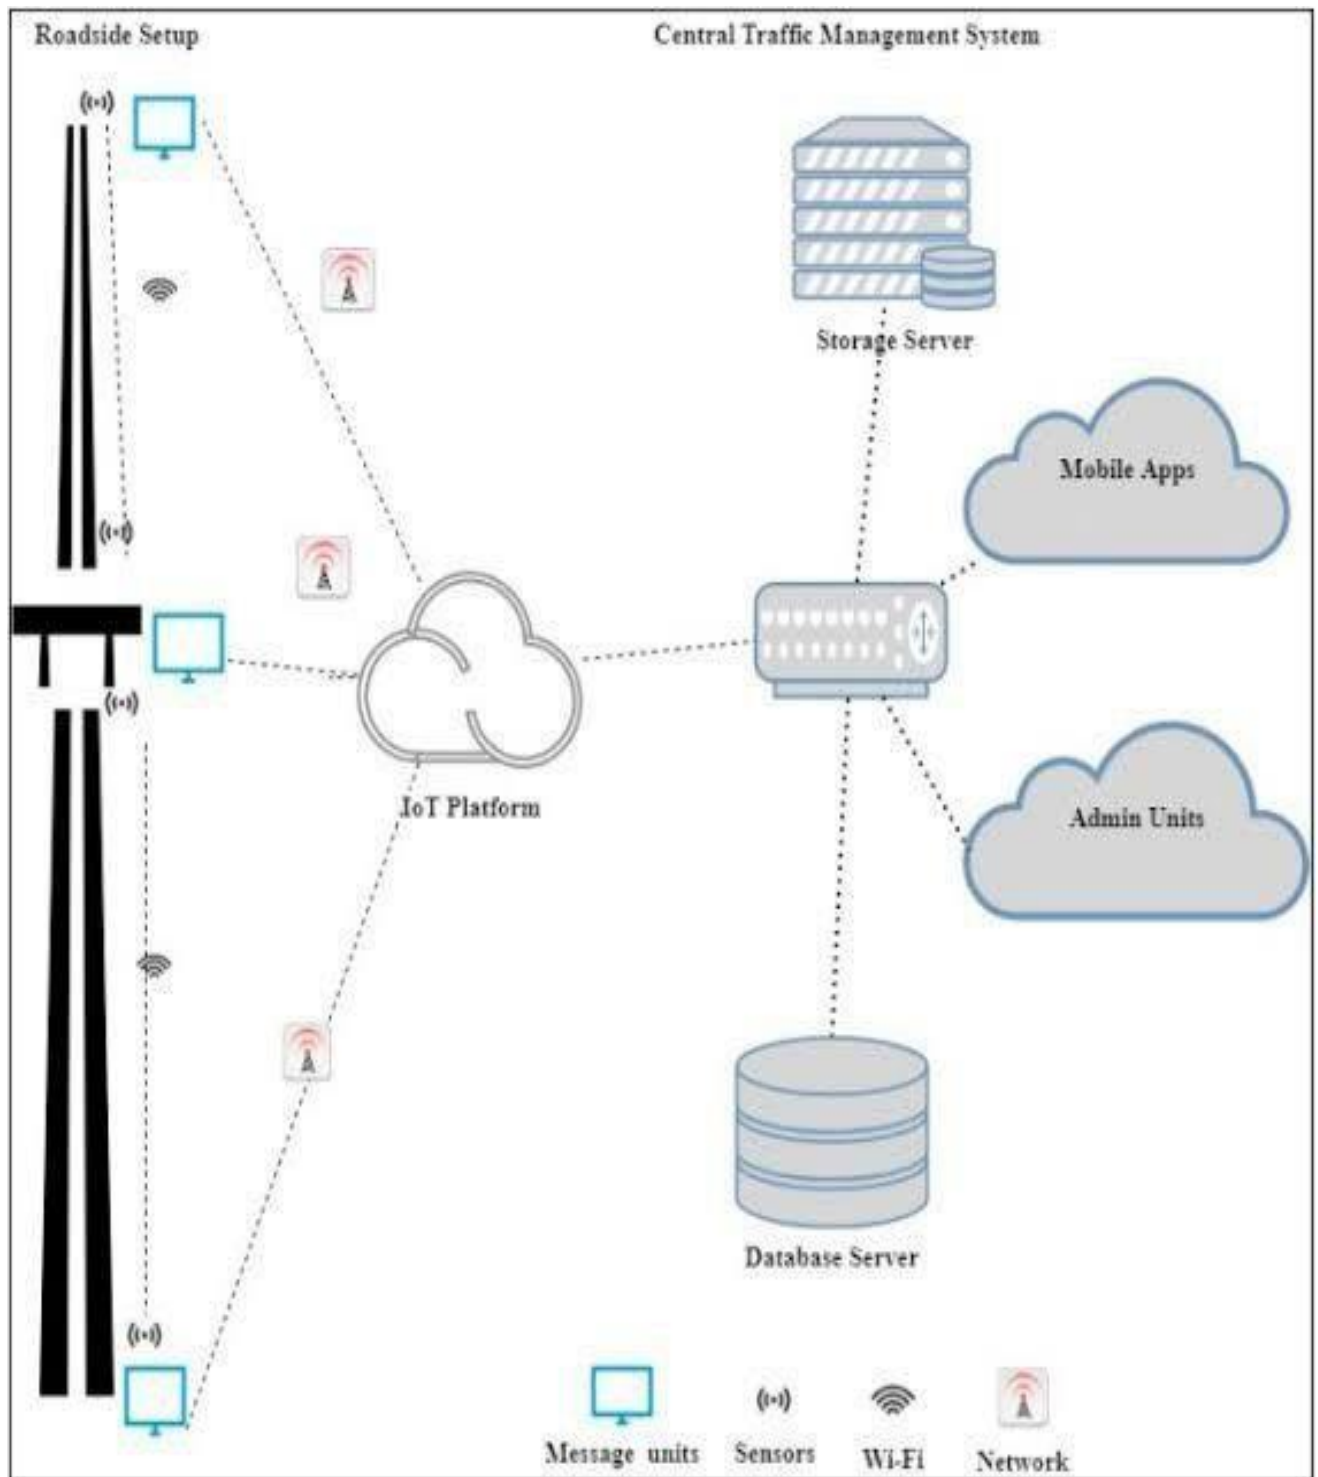 Roadside Setup
Central Traffic Management System
Storage Server
Mobile Apps
IoT Platform
Admin Units
Database Server
Message units
Sensors
Wi-Fi
Network